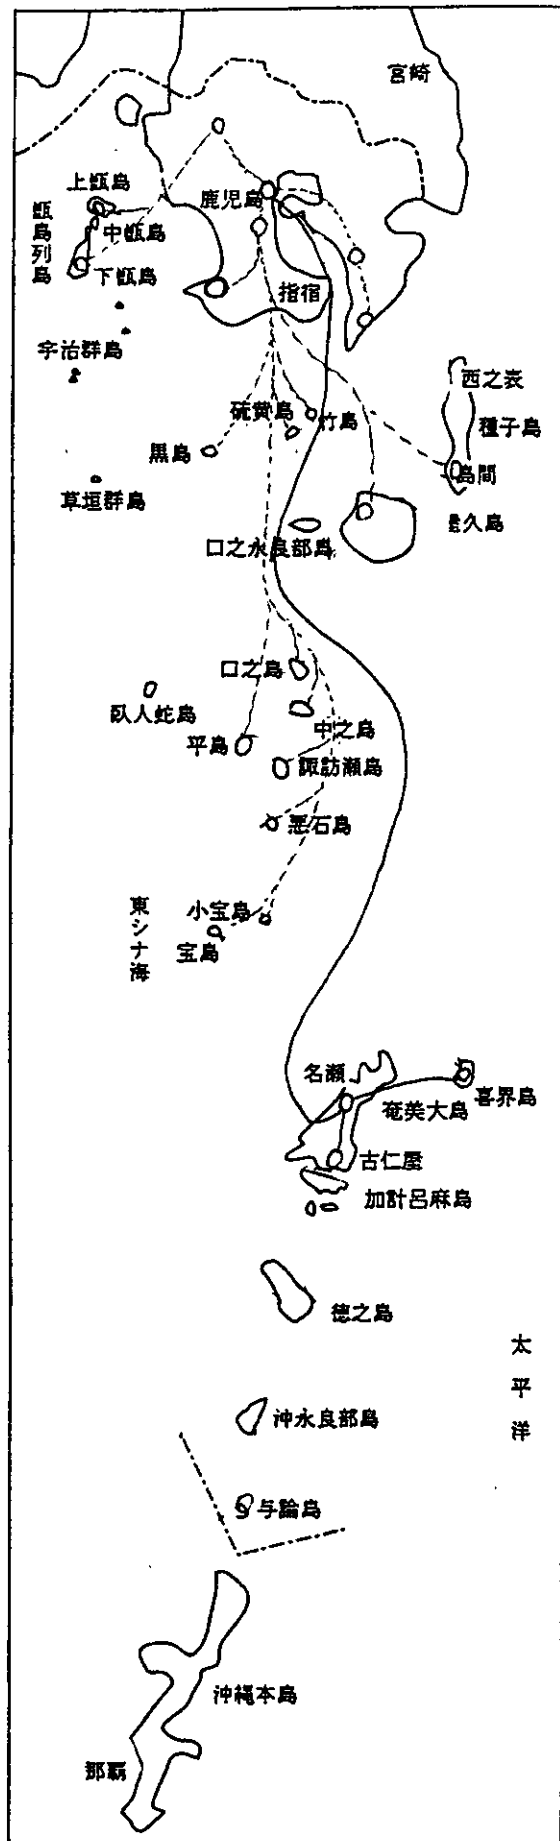 宮崎
上甑島
鹿児島
甑島列島
中甑島
下甑島
指宿
宇治群島
西之表
硫黄島
竹島
種子島
黒島
島間
草垣群島
屋久島
口之永良部島
口之島
臥人蛇島
中之島
平島
諏訪瀬島
悪石島
東シナ海
小宝島
宝島
名瀬
喜界島
奄美大島
古仁屋
加計呂麻島
徳之島
太平洋
沖永良部島
与論島
沖縄本島
那覇